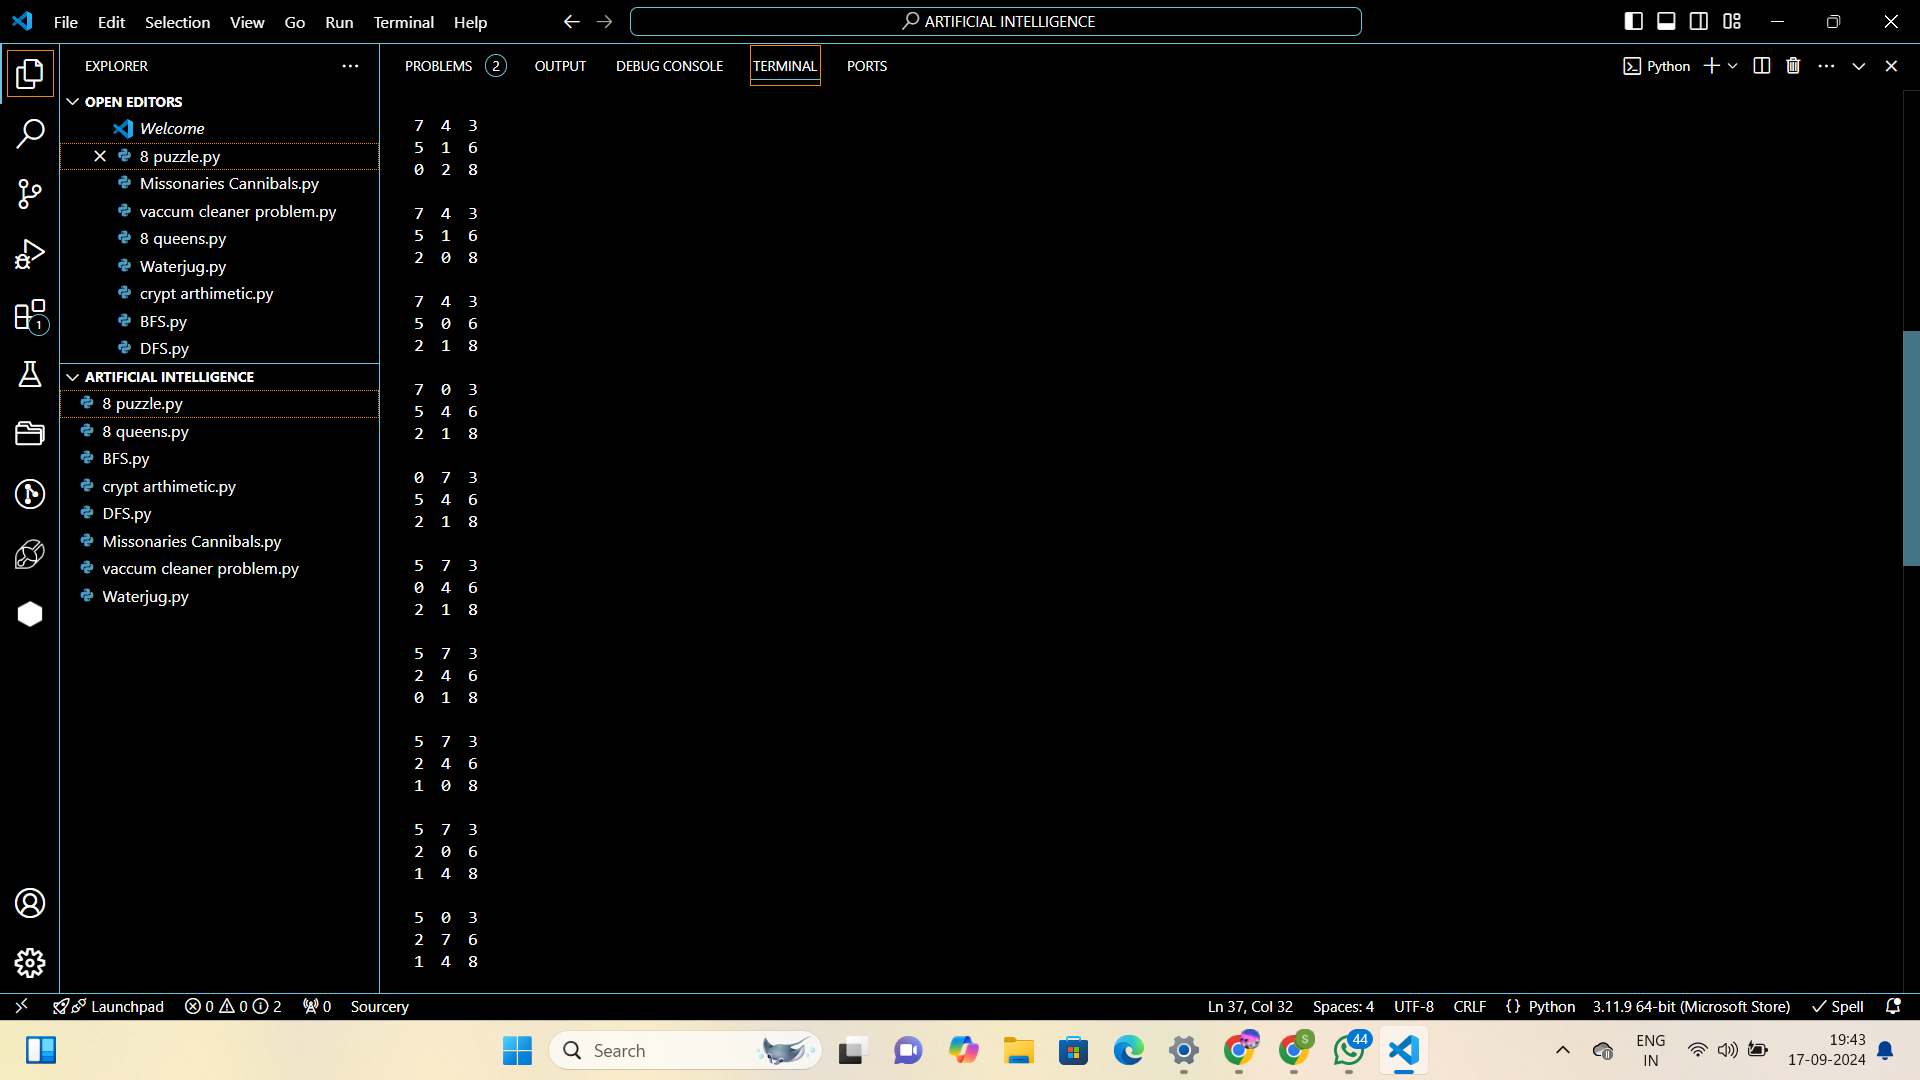 File Edit Selection View Go Run Terminal Help
ARTIFICIAL INTELLIGENCE
EXPLORER
OPEN EDITORS
Welcome
8 puzzle.py
Missonaries Cannibals.py
vaccum cleaner problem.py
8 queens.py
Waterjug.py
crypt arthimetic.py
BFS.py
DFS.py
ARTIFICIAL INTELLIGENCE
8 puzzle.py
8 queens.py
BFS.py
crypt arthimetic.py
DFS.py
Missonaries Cannibals.py
vaccum cleaner problem.py
Waterjug.py
1
PROBLEMS 2 OUTPUT DEBUG CONSOLE TERMINAL PORTS
Python
7 4 3
5 1 6
0 2 8
7 4 3
5 1 6
2 0 8
7 4 3
5 0 6
2 1 8
7 0 3
5 4 6
2 1 8
0 7 3
5 4 6
2 1 8
5 7 3
0 4 6
2 1 8
5 7 3
2 4 6
0 1 8
5 7 3
2 4 6
1 0 8
5 7 3
2 0 6
1 4 8
5 0 3
2 7 6
1 4 8
Launchpad 0 0 2 0 Sourcery
Ln 37, Col 32 Spaces: 4 UTF-8 CRLF {} Python 3.11.9 64-bit (Microsoft Store) Spell
Search
S
44
ENG
IN
19:43
17-09-2024